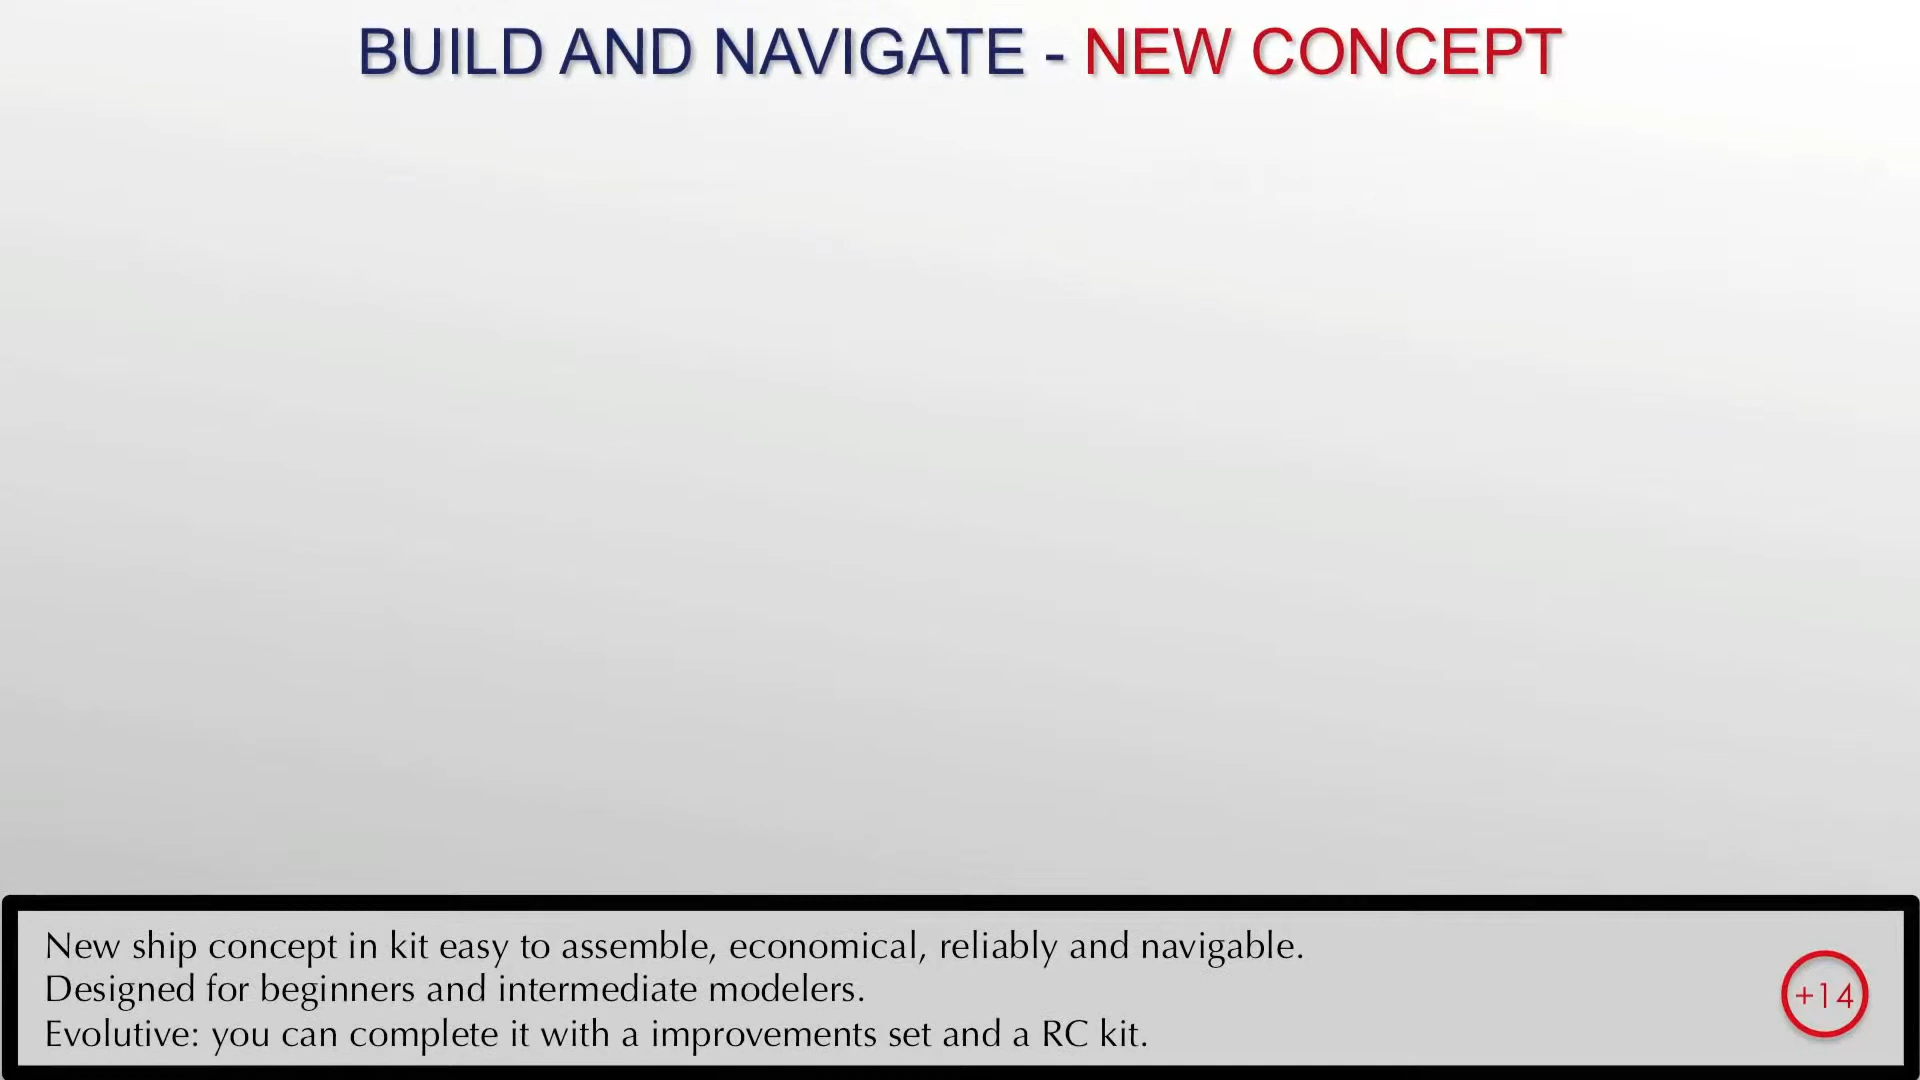 BUILD AND NAVIGATE - NEW CONCEPT
New ship concept in kit easy to assemble, economical, reliably and navigable.
Designed for beginners and intermediate modelers.
Evolutive: you can complete it with a improvements set and a RC kit.
+14